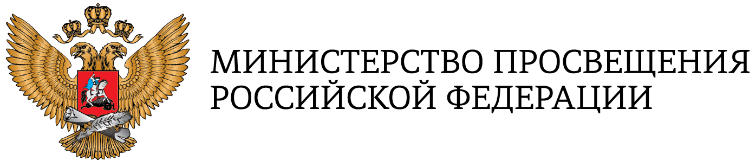 МИНИСТЕРСТВО ПРОСВЕЩЕНИЯ
РОССИЙСКОЙ ФЕДЕРАЦИИ